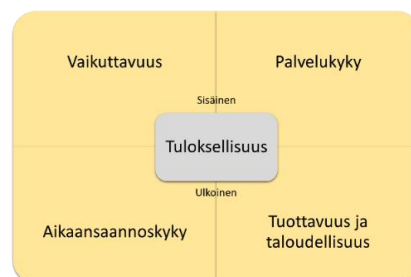 Vaikuttavuus
Palvelukyky
Sisäinen
Tuloksellisuus
Ulkoinen
Aikaansaannoskyky
Tuottavuus ja
taloudellisuus